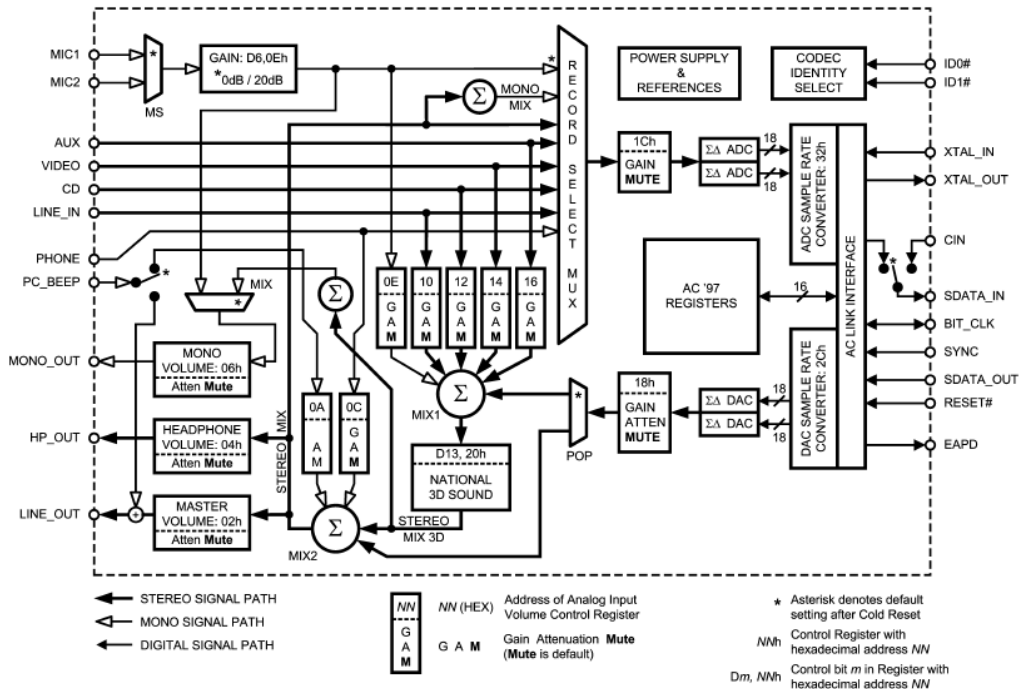 MIC1
MIC2
*
MS
GAIN: D6,0Eh
*0dB / 20dB
AUX
VIDEO
CD
LINE_IN
PHONE
PC_BEEP
*
MONO_OUT
HP_OUT
LINE_OUT
*
MIX
Σ
Σ
MONO
MIX
*
RECORD SELECT MUX
POWER SUPPLY
&
REFERENCES
CODEC
IDENTITY
SELECT
ID0#
ID1#
1Ch
GAIN
MUTE
ΣΔ ADC
ΣΔ ADC
18
18
ADC SAMPLE RATE
CONVERTER: 32h
AC LINK INTERFACE
XTAL_IN
XTAL_OUT
CIN
*
SDATA_IN
BIT_CLK
SYNC
SDATA_OUT
RESET#
EAPD
AC '97
REGISTERS
16
DAC SAMPLE RATE
CONVERTER: 2Ch
18
18
ΣΔ DAC
ΣΔ DAC
18h
GAIN
ATTEN
MUTE
*
POP
0E
G
A
M
10
G
A
M
12
G
A
M
14
G
A
M
16
G
A
M
Σ
MIX1
D13, 20h
NATIONAL
3D SOUND
STEREO
MIX 3D
0A
A
M
0C
G
A
M
Σ
MIX2
STEREO MIX
MONO
VOLUME: 06h
Atten Mute
HEADPHONE
VOLUME: 04h
Atten Mute
MASTER
VOLUME: 02h
Atten Mute
+
STEREO SIGNAL PATH
MONO SIGNAL PATH
DIGITAL SIGNAL PATH
NN
G
A
M
NN (HEX)
Address of Analog Input
Volume Control Register
G A M
Gain Attenuation Mute
(Mute is default)
* Asterisk denotes default
setting after Cold Reset
NNh Control Register with
hexadecimal address NN
Dm, NNh Control bit m in Register with
hexadecimal address NN